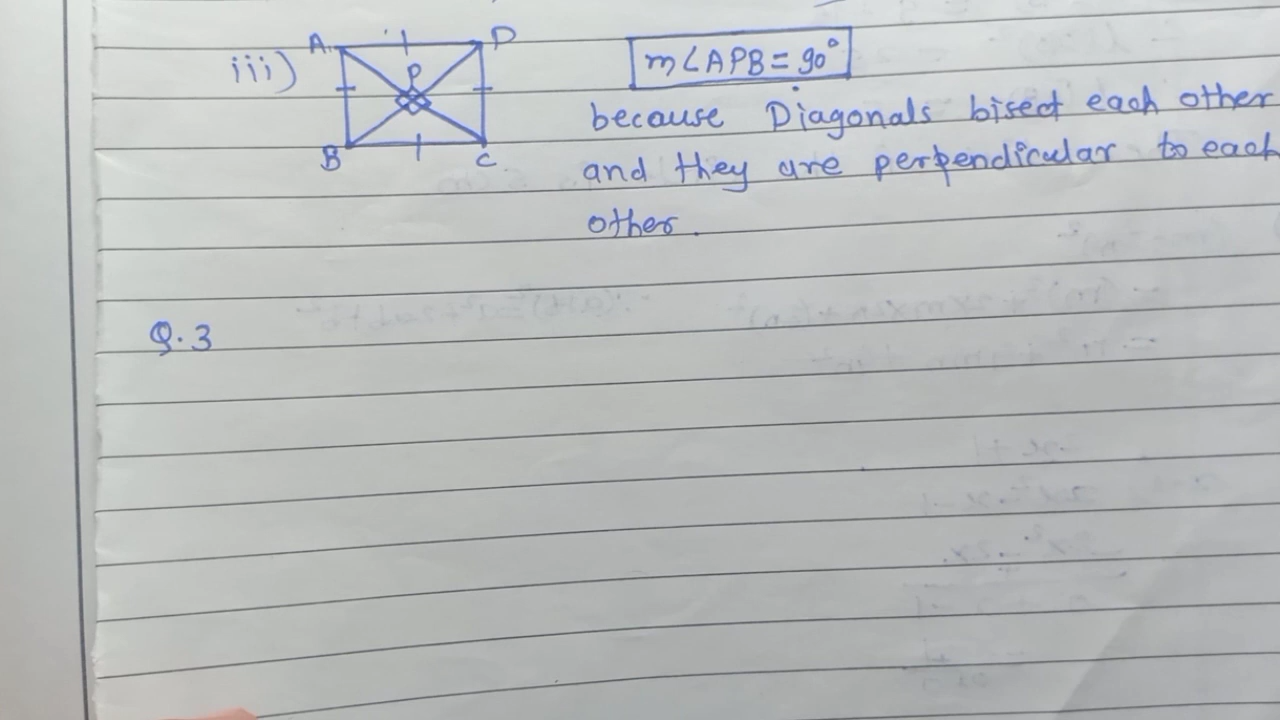 iii) A D m∠APB = 90°
P
B C
because Diagonals bisect each other
and they are perpendicular to each
other.
Q.3